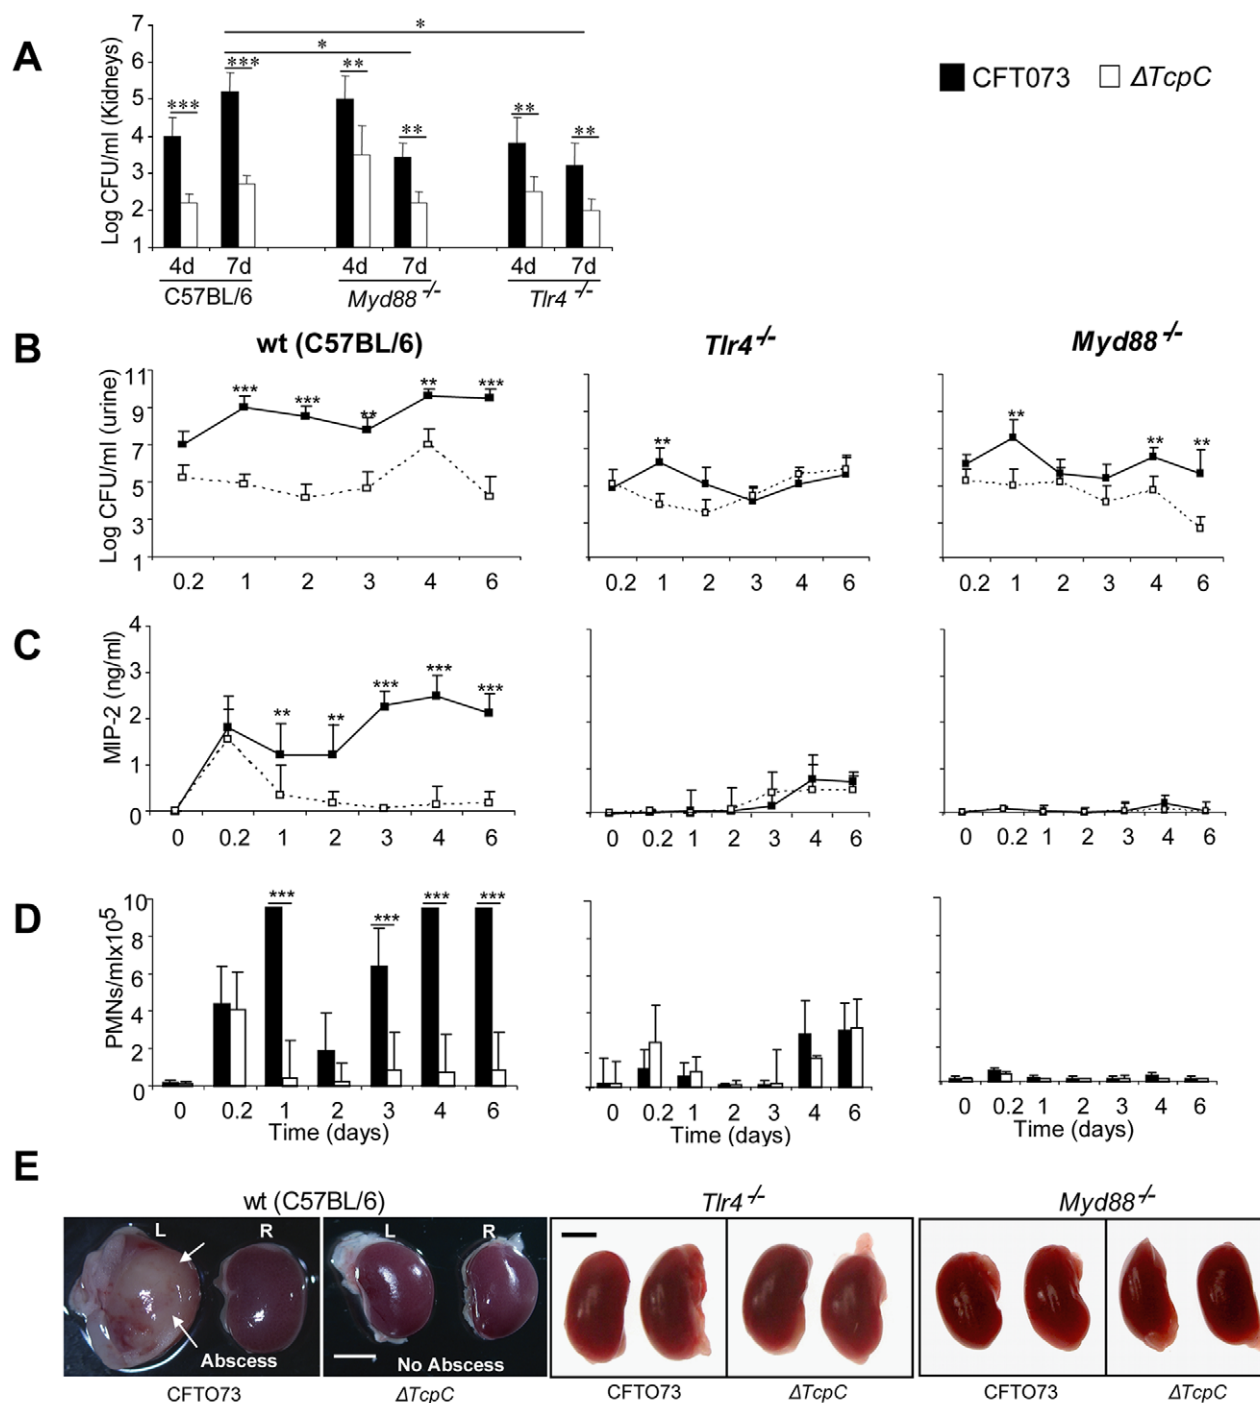 A
7
6
5
4
3
2
1
Log CFU/ml (Kidneys)
*
*
*** *** ** ** ** **
4d 7d 4d 7d 4d 7d
C57BL/6 Myd88 -/- Tlr4 -/-
CFT073 ΔTcpC
B
wt (C57BL/6) Tlr4 -/- Myd88 -/-
11
9
7
5
3
1
Log CFU/ml (urine)
*** *** ** ** ***
**
** ** **
0.2 1 2 3 4 6 0.2 1 2 3 4 6 0.2 1 2 3 4 6
C
4
3
2
1
0
MIP-2 (ng/ml)
** ** *** *** ***
0 0.2 1 2 3 4 6 0 0.2 1 2 3 4 6 0 0.2 1 2 3 4 6
D
10
8
6
4
2
0
PMNs/mlx10⁵
*** *** *** ***
0 0.2 1 2 3 4 6 0 0.2 1 2 3 4 6 0 0.2 1 2 3 4 6
Time (days) Time (days) Time (days)
E
wt (C57BL/6) Tlr4 -/- Myd88 -/-
L R L R
Abscess No Abscess
CFTO73 ΔTcpC CFTO73 ΔTcpC CFTO73 ΔTcpC